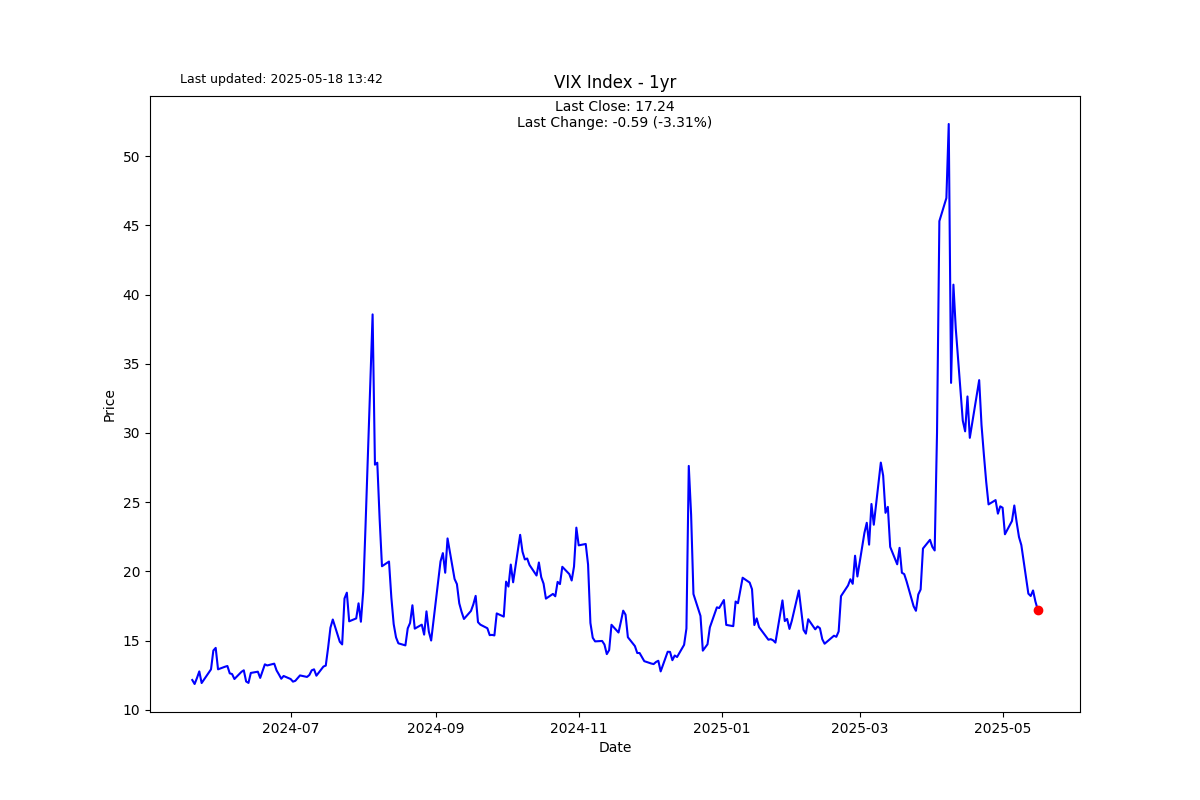 Last updated: 2025-05-18 13:42
VIX Index - 1yr
Last Close: 17.24
Last Change: -0.59 (-3.31%)
50
45
40
35
30
25
20
15
10
Price
2024-07
2024-09
2024-11
2025-01
2025-03
2025-05
Date